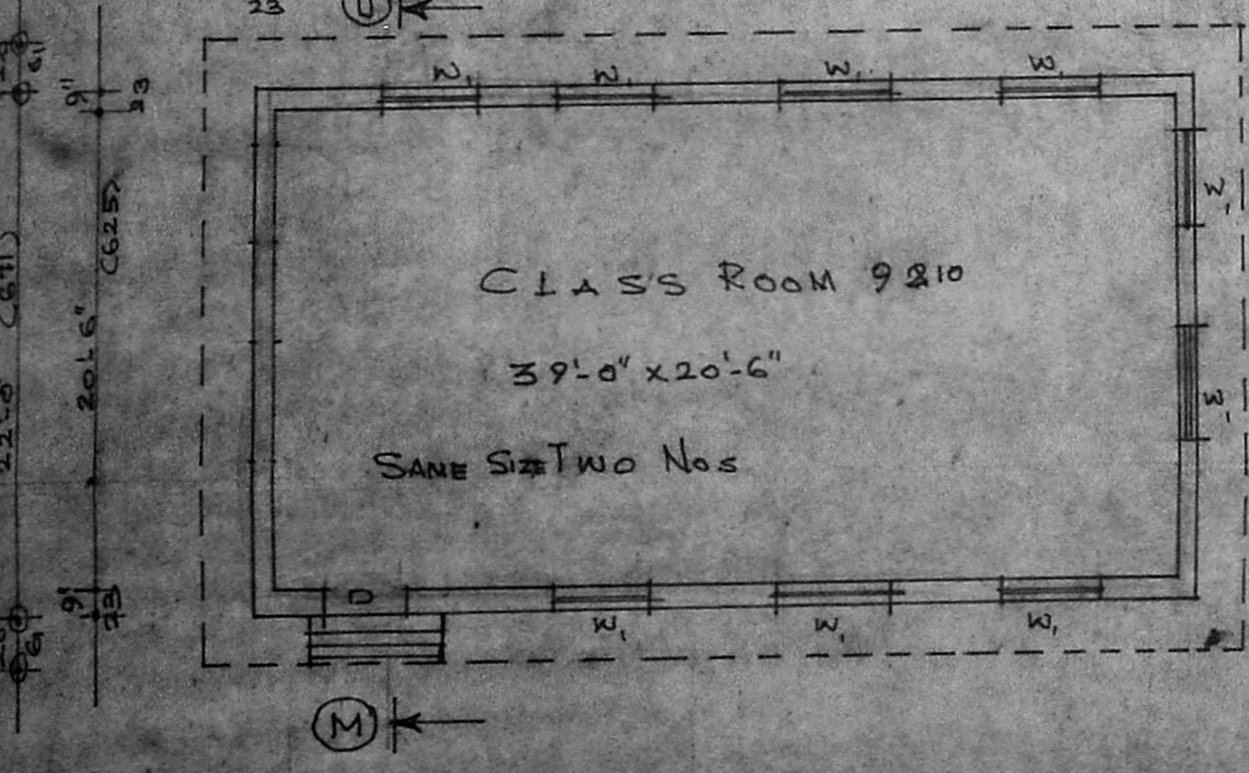 23
W₁ W₁ W₁ W₁
9"
23
(625)
W₁
CLASS ROOM 9 & 10
20'-6"
39'-0" x 20'-6"
W₁
SAME SIZE TWO NOS
9"
23
D
W₁ W₁ W₁
M